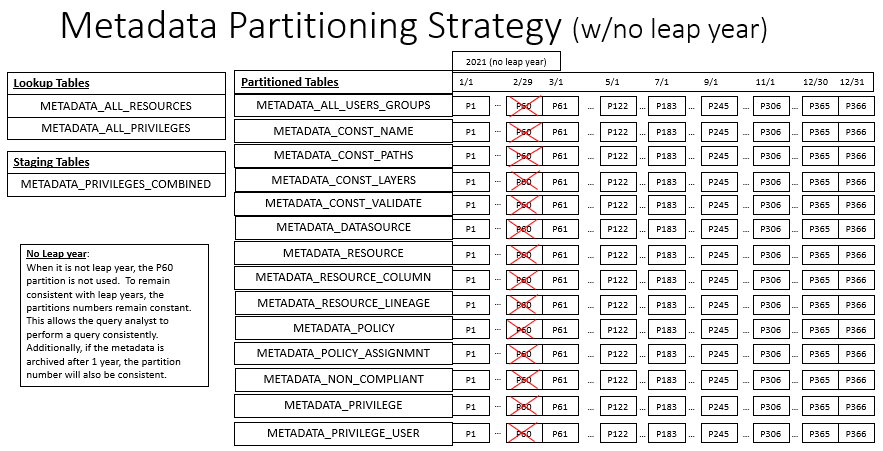 Metadata Partitioning Strategy (w/no leap year)
2021 (no leap year)
Lookup Tables
METADATA_ALL_RESOURCES
METADATA_ALL_PRIVILEGES
Staging Tables
METADATA_PRIVILEGES_COMBINED
No Leap year:
When it is not leap year, the P60
partition is not used. To remain
consistent with leap years, the
partitions numbers remain constant.
This allows the query analyst to
perform a query consistently.
Additionally, if the metadata is
archived after 1 year, the partition
number will also be consistent.
Partitioned Tables 1/1 2/29 3/1 5/1 7/1 9/1 11/1 12/30 12/31
METADATA_ALL_USERS_GROUPS P1 ... P60 P61 ... P122 ... P183 ... P245 ... P306 ... P365 P366
METADATA_CONST_NAME P1 ... P60 P61 ... P122 ... P183 ... P245 ... P306 ... P365 P366
METADATA_CONST_PATHS P1 ... P60 P61 ... P122 ... P183 ... P245 ... P306 ... P365 P366
METADATA_CONST_LAYERS P1 ... P60 P61 ... P122 ... P183 ... P245 ... P306 ... P365 P366
METADATA_CONST_VALIDATE P1 ... P60 P61 ... P122 ... P183 ... P245 ... P306 ... P365 P366
METADATA_DATASOURCE P1 ... P60 P61 ... P122 ... P183 ... P245 ... P306 ... P365 P366
METADATA_RESOURCE P1 ... P60 P61 ... P122 ... P183 ... P245 ... P306 ... P365 P366
METADATA_RESOURCE_COLUMN P1 ... P60 P61 ... P122 ... P183 ... P245 ... P306 ... P365 P366
METADATA_RESOURCE_LINEAGE P1 ... P60 P61 ... P122 ... P183 ... P245 ... P306 ... P365 P366
METADATA_POLICY P1 ... P60 P61 ... P122 ... P183 ... P245 ... P306 ... P365 P366
METADATA_POLICY_ASSIGNMNT P1 ... P60 P61 ... P122 ... P183 ... P245 ... P306 ... P365 P366
METADATA_NON_COMPLIANT P1 ... P60 P61 ... P122 ... P183 ... P245 ... P306 ... P365 P366
METADATA_PRIVILEGE P1 ... P60 P61 ... P122 ... P183 ... P245 ... P306 ... P365 P366
METADATA_PRIVILEGE_USER P1 ... P60 P61 ... P122 ... P183 ... P245 ... P306 ... P365 P366